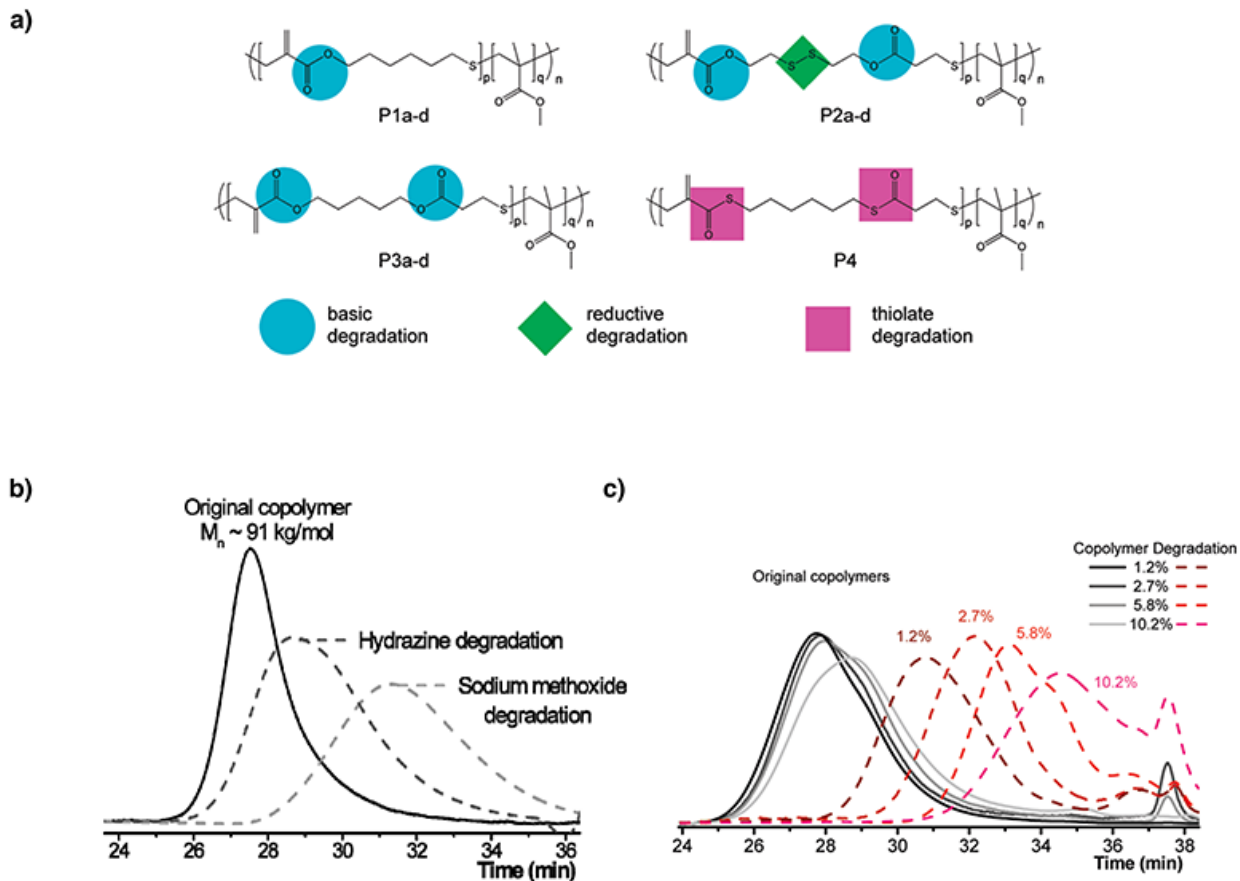 a)
O
O
S
p
q
n
O
O
P1a-d
O
O
S
S
O
O
S
p
q
n
O
O
P2a-d
O
O
O
O
S
p
q
n
O
O
P3a-d
S
O
S
O
S
p
q
n
O
O
P4
basic
degradation
reductive
degradation
thiolate
degradation
b)
Original copolymer
Mn ~ 91 kg/mol
Hydrazine degradation
Sodium methoxide
degradation
24 26 28 30 32 34 36
Time (min)
c)
Copolymer Degradation
1.2%
2.7%
5.8%
10.2%
Original copolymers
1.2%
2.7%
5.8%
10.2%
24 26 28 30 32 34 36 38
Time (min)